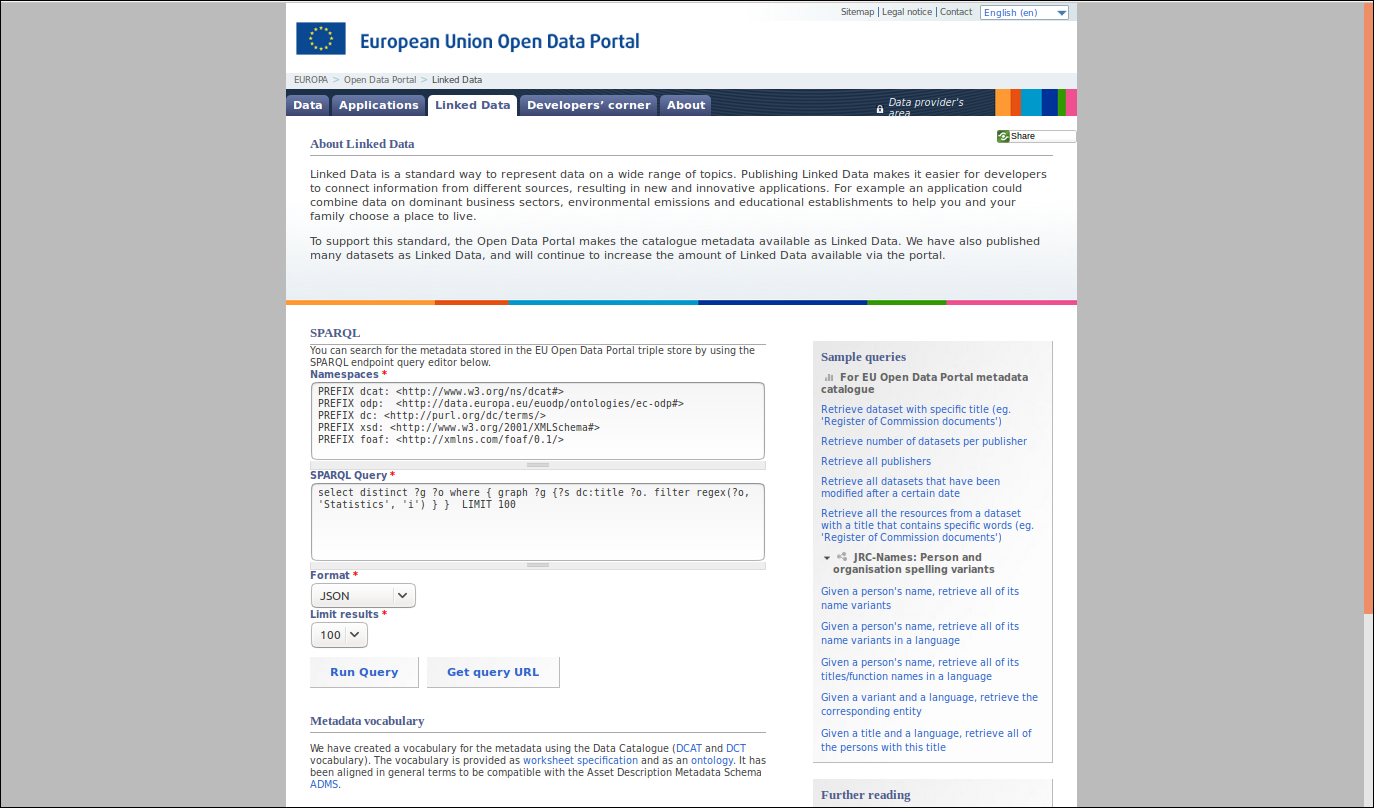 Sitemap | Legal notice | Contact English (en)
European Union Open Data Portal
EUROPA > Open Data Portal > Linked Data
Data Applications Linked Data Developers' corner About Data provider's
area
Share
About Linked Data
Linked Data is a standard way to represent data on a wide range of topics. Publishing Linked Data makes it easier for developers
to connect information from different sources, resulting in new and innovative applications. For example an application could
combine data on dominant business sectors, environmental emissions and educational establishments to help you and your
family choose a place to live.
To support this standard, the Open Data Portal makes the catalogue metadata available as Linked Data. We have also published
many datasets as Linked Data, and will continue to increase the amount of Linked Data available via the portal.
SPARQL
You can search for the metadata stored in the EU Open Data Portal triple store by using the
SPARQL endpoint query editor below.
Namespaces *
PREFIX dcat: <http://www.w3.org/ns/dcat#>
PREFIX odp:  <http://data.europa.eu/euodp/ontologies/ec-odp#>
PREFIX dc: <http://purl.org/dc/terms/>
PREFIX xsd: <http://www.w3.org/2001/XMLSchema#>
PREFIX foaf: <http://xmlns.com/foaf/0.1/>
SPARQL Query *
select distinct ?g ?o where { graph ?g {?s dc:title ?o. filter regex(?o,
'Statistics', 'i') } }  LIMIT 100
Format *
JSON
Limit results *
100
Run Query Get query URL
Metadata vocabulary
We have created a vocabulary for the metadata using the Data Catalogue (DCAT and DCT
vocabulary). The vocabulary is provided as worksheet specification and as an ontology. It has
been aligned in general terms to be compatible with the Asset Description Metadata Schema
ADMS.
Sample queries
For EU Open Data Portal metadata
catalogue
Retrieve dataset with specific title (eg.
'Register of Commission documents')
Retrieve number of datasets per publisher
Retrieve all publishers
Retrieve all datasets that have been
modified after a certain date
Retrieve all the resources from a dataset
with a title that contains specific words (eg.
'Register of Commission documents')
JRC-Names: Person and
organisation spelling variants
Given a person's name, retrieve all of its
name variants
Given a person's name, retrieve all of its
name variants in a language
Given a person's name, retrieve all of its
titles/function names in a language
Given a variant and a language, retrieve the
corresponding entity
Given a title and a language, retrieve all of
the persons with this title
Further reading